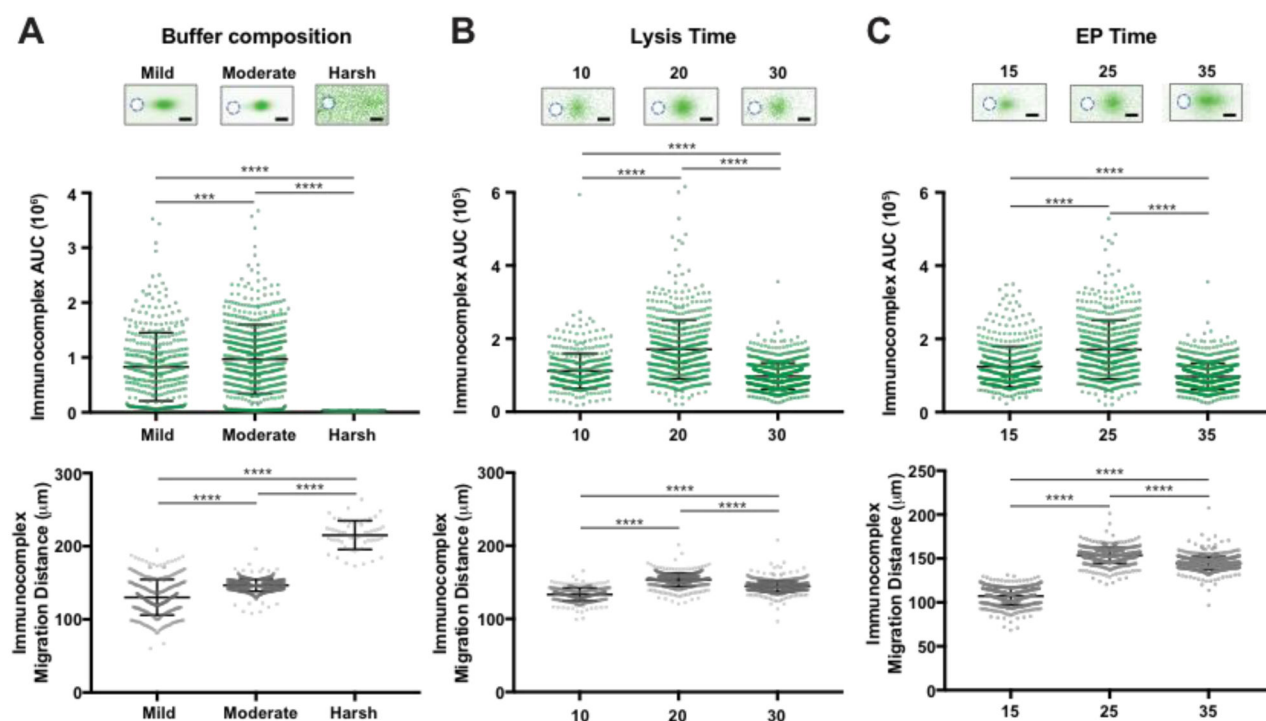 A Buffer composition
Mild Moderate Harsh
****
*** ****
Immunocomplex AUC (10⁶)
4
3
2
1
0
Mild Moderate Harsh
****
**** ****
Immunocomplex
Migration Distance (μm)
300
200
100
0
Mild Moderate Harsh
B Lysis Time
10 20 30
****
**** ****
Immunocomplex AUC (10⁵)
6
4
2
0
10 20 30
****
**** ****
Immunocomplex
Migration Distance (μm)
300
200
100
0
10 20 30
C EP Time
15 25 35
****
**** ****
Immunocomplex AUC (10⁵)
6
4
2
0
15 25 35
****
**** ****
Immunocomplex
Migration Distance (μm)
250
200
150
100
50
0
15 25 35